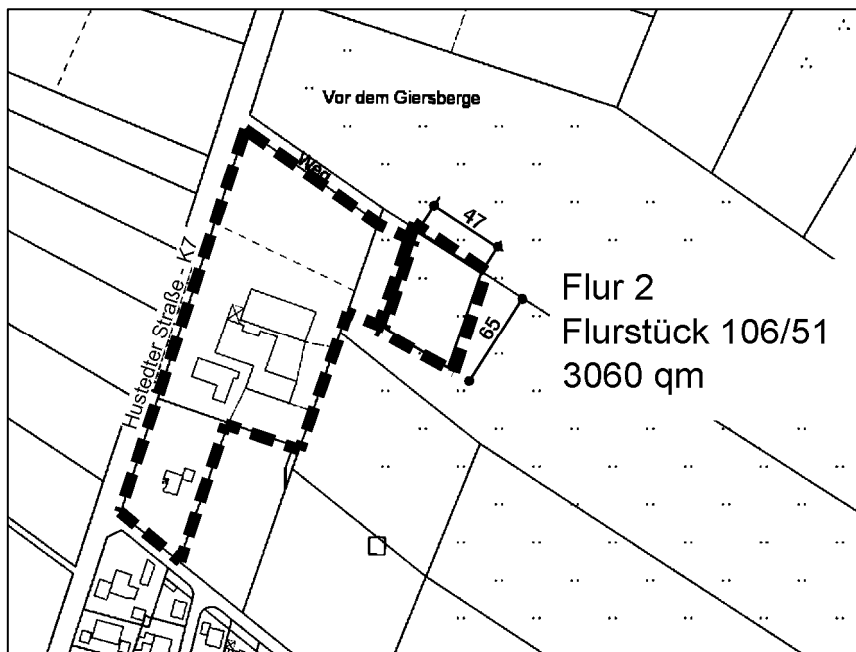 Vor dem Giersberge
Weg
47
65
Hustedter Straße - K7
Flur 2
Flurstück 106/51
3060 qm